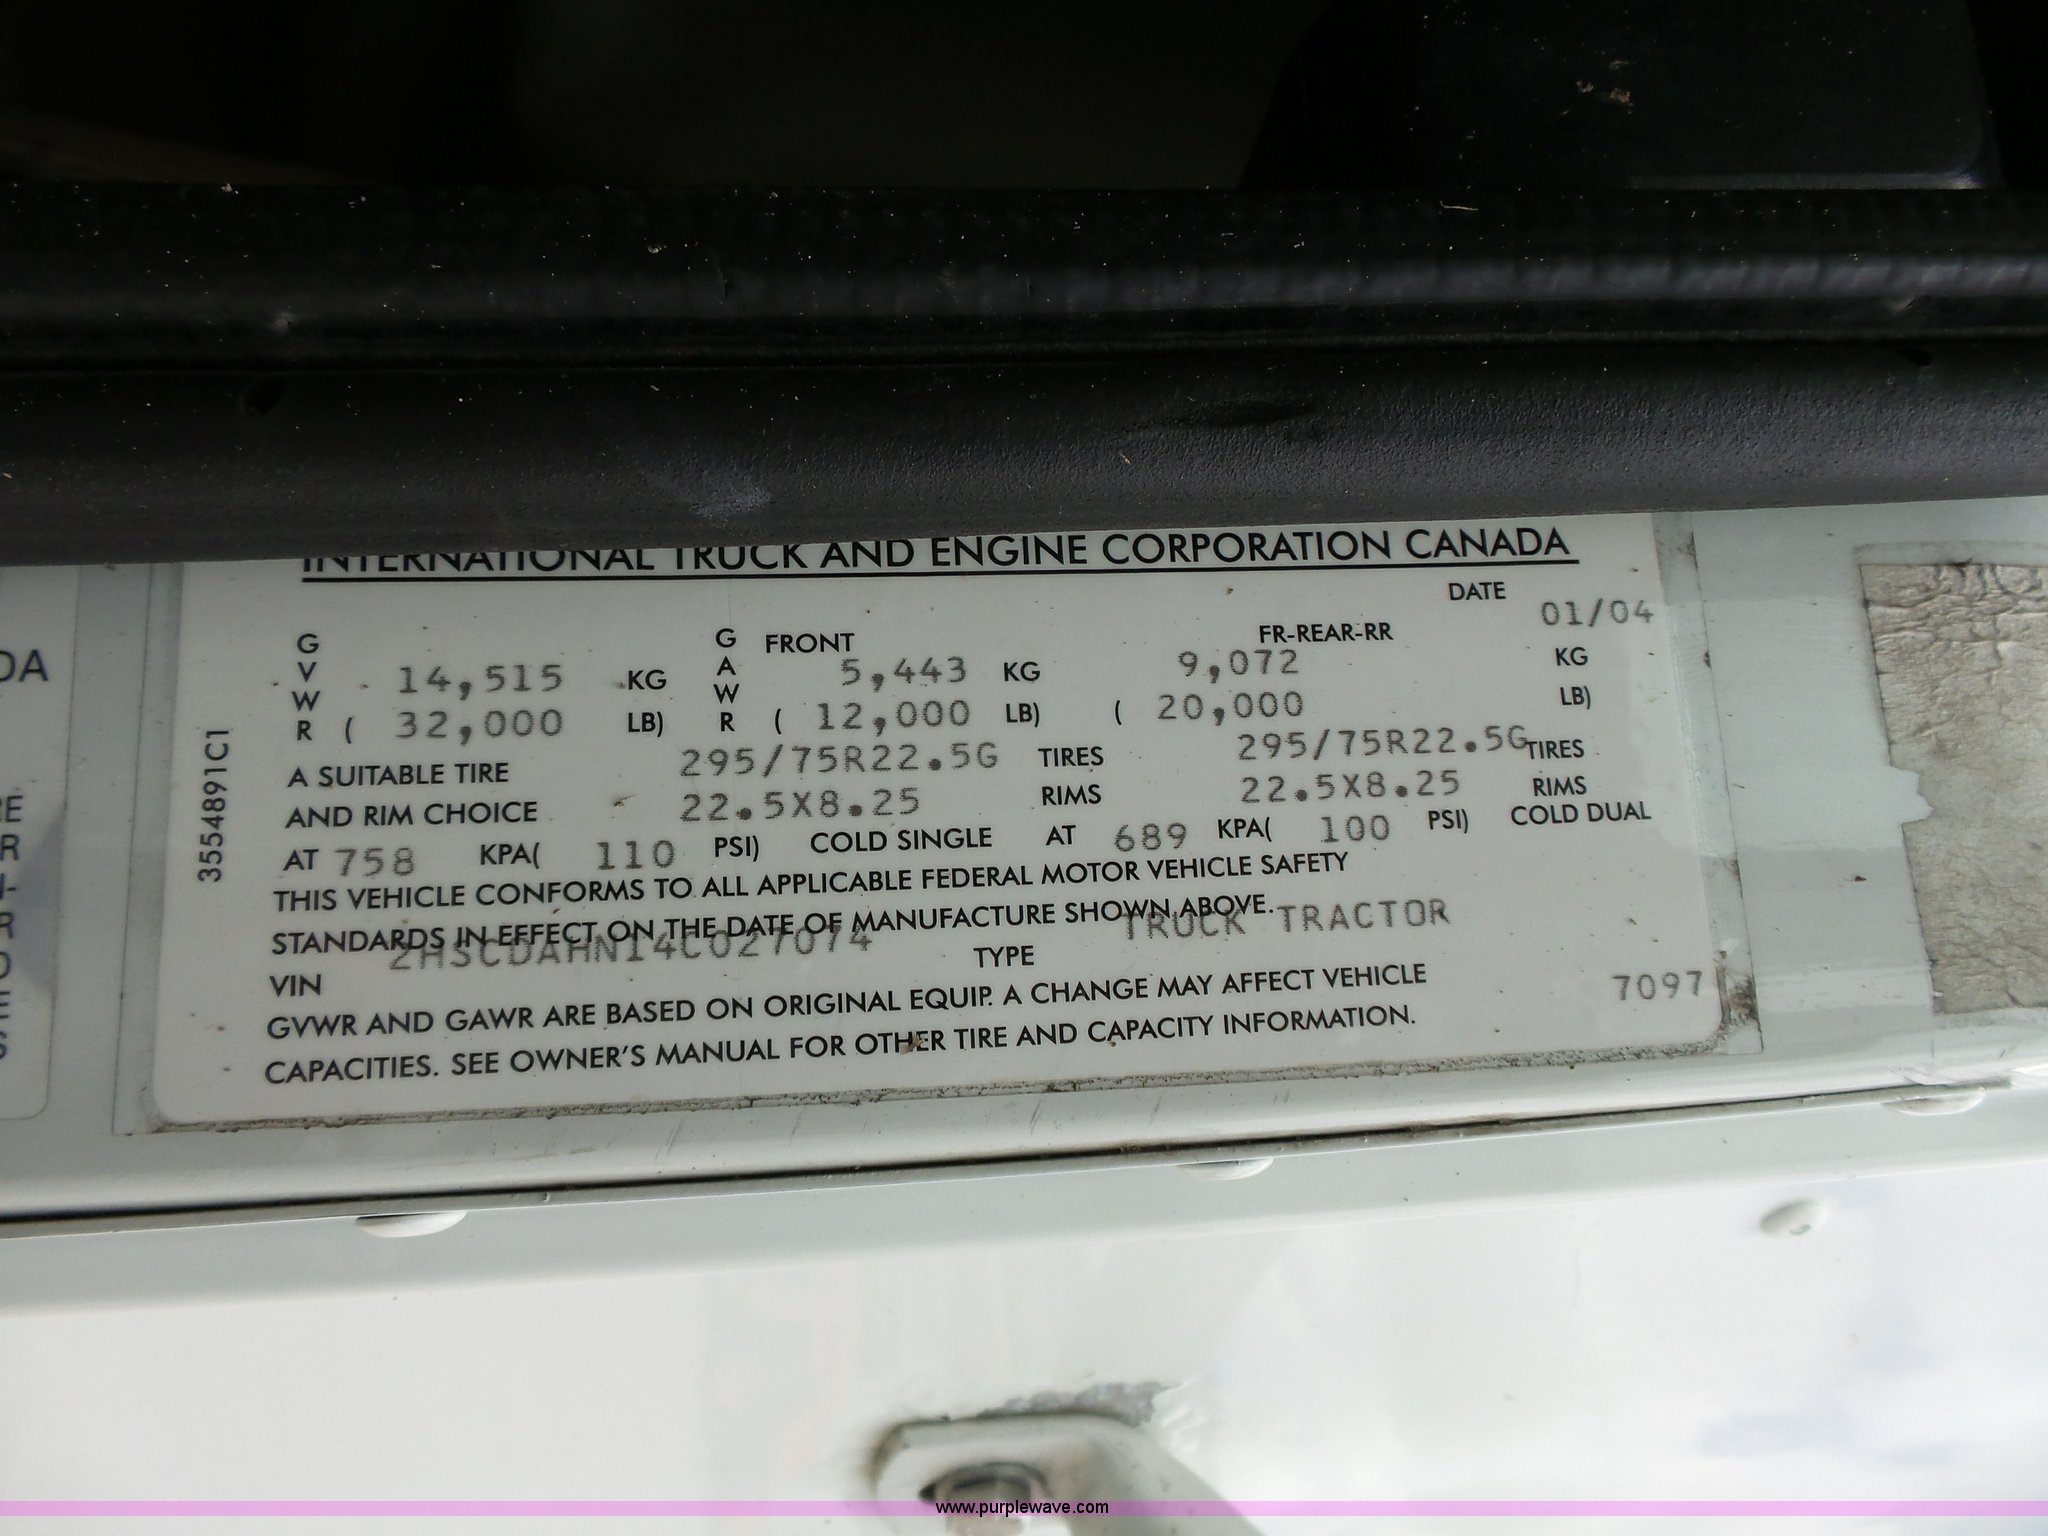 INTERNATIONAL TRUCK AND ENGINE CORPORATION CANADA
DATE 01/04
GVWR 14,515 KG GAWR FRONT 5,443 KG FR-REAR-RR 9,072 KG
( 32,000 LB) ( 12,000 LB) ( 20,000 LB)
A SUITABLE TIRE 295/75R22.5G TIRES 295/75R22.5G TIRES
AND RIM CHOICE 22.5X8.25 RIMS 22.5X8.25 RIMS
AT 758 KPA( 110 PSI) COLD SINGLE AT 689 KPA( 100 PSI) COLD DUAL
THIS VEHICLE CONFORMS TO ALL APPLICABLE FEDERAL MOTOR VEHICLE SAFETY
STANDARDS IN EFFECT ON THE DATE OF MANUFACTURE SHOWN ABOVE.
VIN 2HSCDAHN14C027074 TYPE TRUCK TRACTOR
GVWR AND GAWR ARE BASED ON ORIGINAL EQUIP. A CHANGE MAY AFFECT VEHICLE
CAPACITIES. SEE OWNER'S MANUAL FOR OTHER TIRE AND CAPACITY INFORMATION.
7097
3554891C1
www.purplewave.com